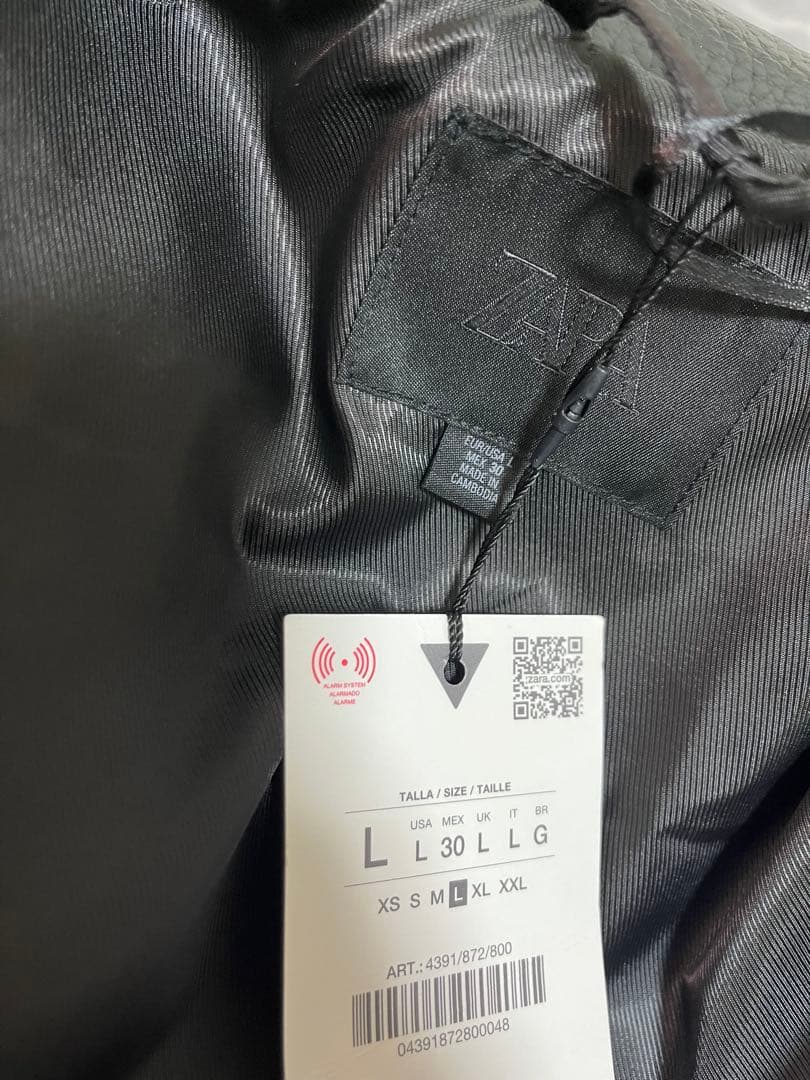 ZARA
EUR/USA L
MEX 30
MADE IN
CAMBODIA
ALARM SYSTEM
ALARMADO
ALARME
zara.com
TALLA / SIZE / TAILLE
USA MEX UK IT BR
L L 30 L L G
XS S M L XL XXL
ART.: 4391/872/800
04391872800048